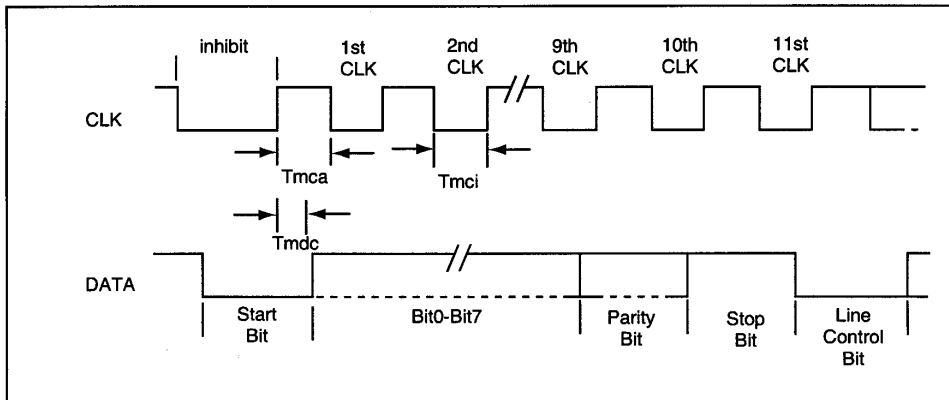 inhibit
1st
CLK
2nd
CLK
9th
CLK
10th
CLK
11st
CLK
CLK
Tmca
Tmci
Tmdc
DATA
Start
Bit
Bit0-Bit7
Parity
Bit
Stop
Bit
Line
Control
Bit